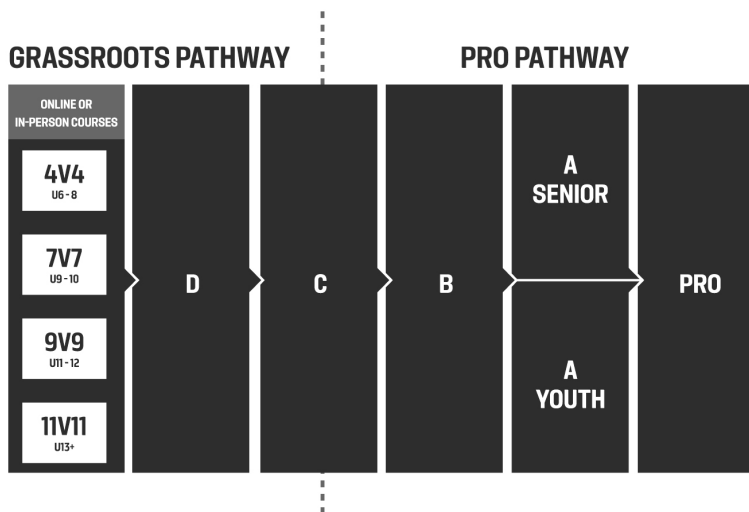 GRASSROOTS PATHWAY
PRO PATHWAY
ONLINE OR
IN-PERSON COURSES
4V4
U6 - 8
7V7
U9 - 10
9V9
U11 - 12
11V11
U13+
D
C
B
A
SENIOR
A
YOUTH
PRO